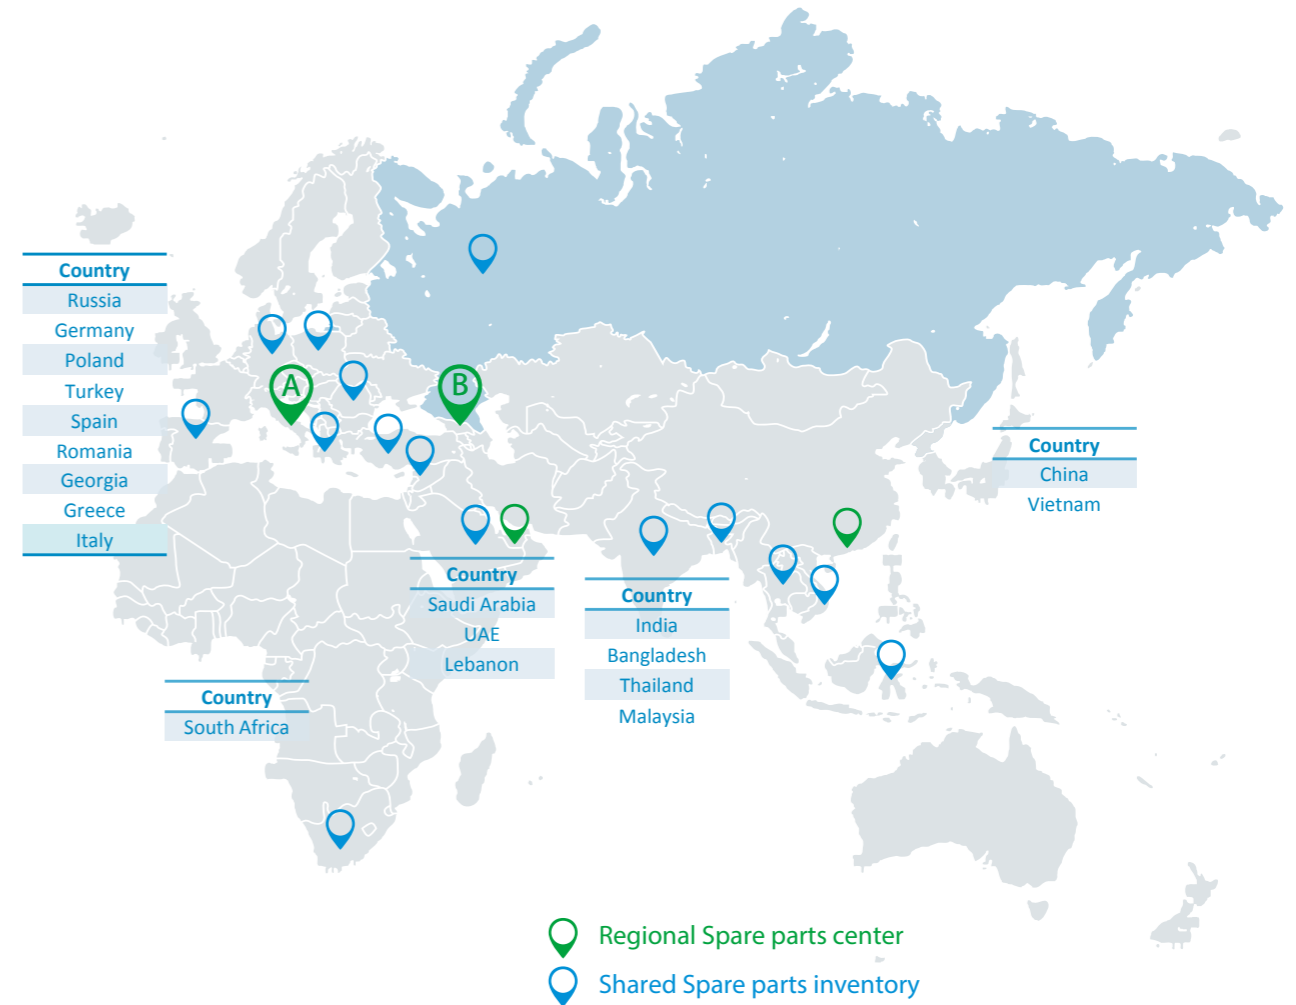 Country
Russia
Germany
Poland
Turkey
Spain
Romania
Georgia
Greece
Italy
A
B
Country
China
Vietnam
Country
Saudi Arabia
UAE
Lebanon
Country
India
Bangladesh
Thailand
Malaysia
Country
South Africa
Regional Spare parts center
Shared Spare parts inventory